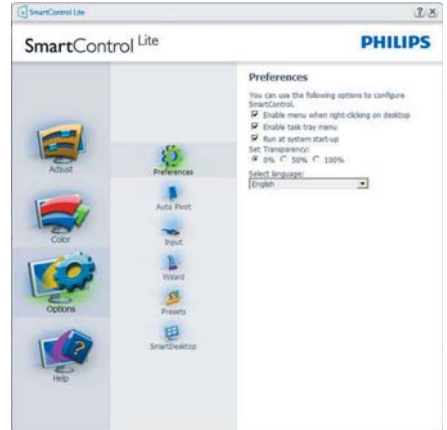 SmartControl Lite
SmartControl Lite
PHILIPS
Adjust
Color
Options
Help
Preferences
Auto Pivot
Input
Wizard
Presets
SmartDesktop
Preferences
You can use the following options to configure
SmartControl.
Enable menu when right-clicking on desktop
Enable task tray menu
Run at system start-up
Set Transparency:
0% 50% 100%
Select language:
English